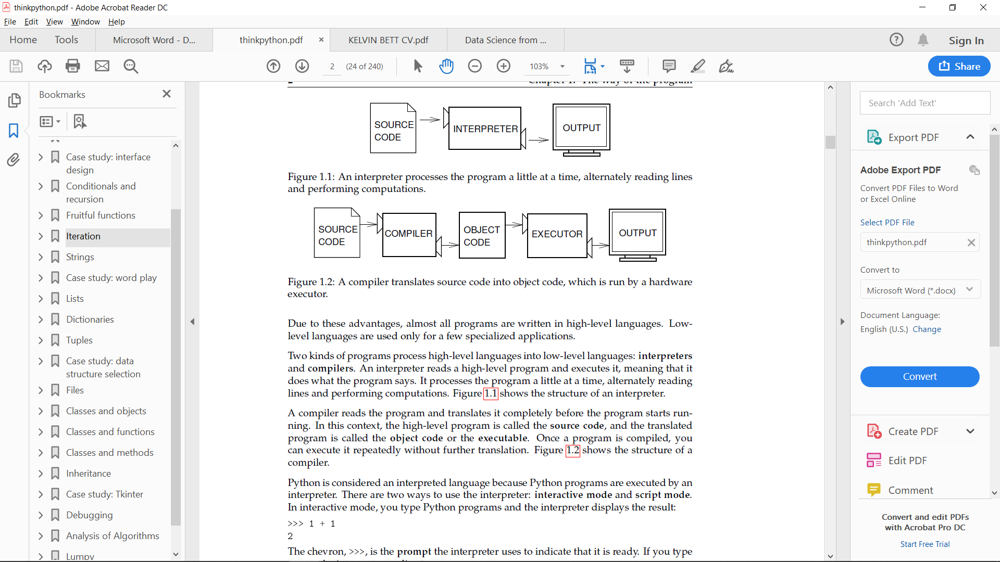 thinkpython.pdf - Adobe Acrobat Reader DC
File Edit View Window Help
Home Tools Microsoft Word - D... thinkpython.pdf KELVIN BETT CV.pdf Data Science from ... Sign In
2 (24 of 240) 103% Share
Bookmarks
Case study: interface
design
Conditionals and
recursion
Fruitful functions
Iteration
Strings
Case study: word play
Lists
Dictionaries
Tuples
Case study: data
structure selection
Files
Classes and objects
Classes and functions
Classes and methods
Inheritance
Case study: Tkinter
Debugging
Analysis of Algorithms
Lumpy
2 Chapter 1. The way of the program
SOURCE
CODE
INTERPRETER
OUTPUT
Figure 1.1: An interpreter processes the program a little at a time, alternately reading lines
and performing computations.
SOURCE
CODE
COMPILER
OBJECT
CODE
EXECUTOR
OUTPUT
Figure 1.2: A compiler translates source code into object code, which is run by a hardware
executor.
Due to these advantages, almost all programs are written in high-level languages. Low-
level languages are used only for a few specialized applications.
Two kinds of programs process high-level languages into low-level languages: interpreters
and compilers. An interpreter reads a high-level program and executes it, meaning that it
does what the program says. It processes the program a little at a time, alternately reading
lines and performing computations. Figure 1.1 shows the structure of an interpreter.
A compiler reads the program and translates it completely before the program starts run-
ning. In this context, the high-level program is called the source code, and the translated
program is called the object code or the executable. Once a program is compiled, you
can execute it repeatedly without further translation. Figure 1.2 shows the structure of a
compiler.
Python is considered an interpreted language because Python programs are executed by an
interpreter. There are two ways to use the interpreter: interactive mode and script mode.
In interactive mode, you type Python programs and the interpreter displays the result:
>>> 1 + 1
2
The chevron, >>>, is the prompt the interpreter uses to indicate that it is ready. If you type
Search 'Add Text'
Export PDF
Adobe Export PDF
Convert PDF Files to Word
or Excel Online
Select PDF File
thinkpython.pdf
Convert to
Microsoft Word (*.docx)
Document Language:
English (U.S.) Change
Convert
Create PDF
Edit PDF
Comment
Convert and edit PDFs
with Acrobat Pro DC
Start Free Trial